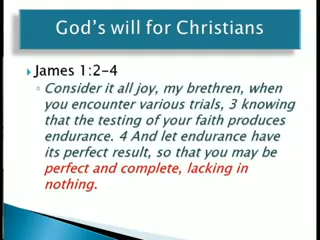 God's will for Christians
James 1:2-4
Consider it all joy, my brethren, when
you encounter various trials, 3 knowing
that the testing of your faith produces
endurance. 4 And let endurance have
its perfect result, so that you may be
perfect and complete, lacking in
nothing.